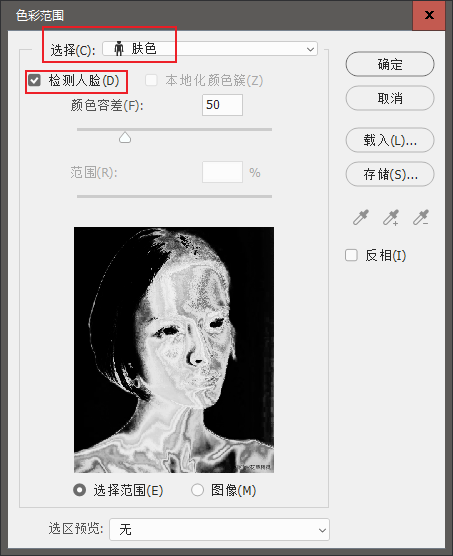 色彩范围
x
选择(C): 肤色
检测人脸(D)
本地化颜色簇(Z)
颜色容差(F): 50
范围(R): %
确定
取消
载入(L)...
存储(S)...
反相(I)
选择范围(E)
图像(M)
选区预览: 无